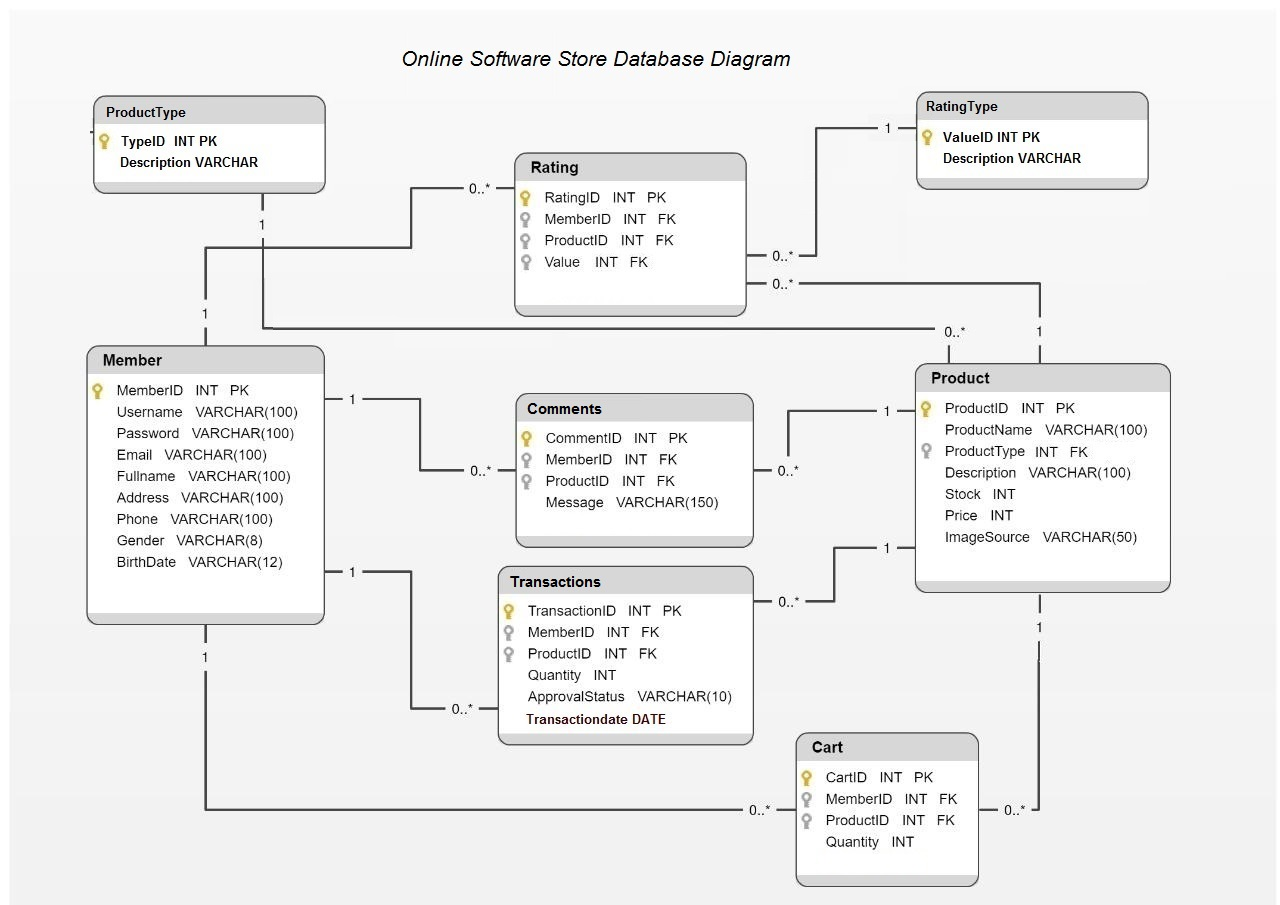 Online Software Store Database Diagram
ProductType
TypeID INT PK
Description VARCHAR
RatingType
ValueID INT PK
Description VARCHAR
1
Rating
RatingID INT PK
MemberID INT FK
ProductID INT FK
Value INT FK
0..*
1
0..*
0..*
1
0..*
1
Member
MemberID INT PK
Username VARCHAR(100)
Password VARCHAR(100)
Email VARCHAR(100)
Fullname VARCHAR(100)
Address VARCHAR(100)
Phone VARCHAR(100)
Gender VARCHAR(8)
BirthDate VARCHAR(12)
1
0..*
Comments
CommentID INT PK
MemberID INT FK
ProductID INT FK
Message VARCHAR(150)
1
0..*
Product
ProductID INT PK
ProductName VARCHAR(100)
ProductType INT FK
Description VARCHAR(100)
Stock INT
Price INT
ImageSource VARCHAR(50)
1
1
0..*
Transactions
TransactionID INT PK
MemberID INT FK
ProductID INT FK
Quantity INT
ApprovalStatus VARCHAR(10)
Transactiondate DATE
0..*
1
1
0..*
Cart
CartID INT PK
MemberID INT FK
ProductID INT FK
Quantity INT
0..*